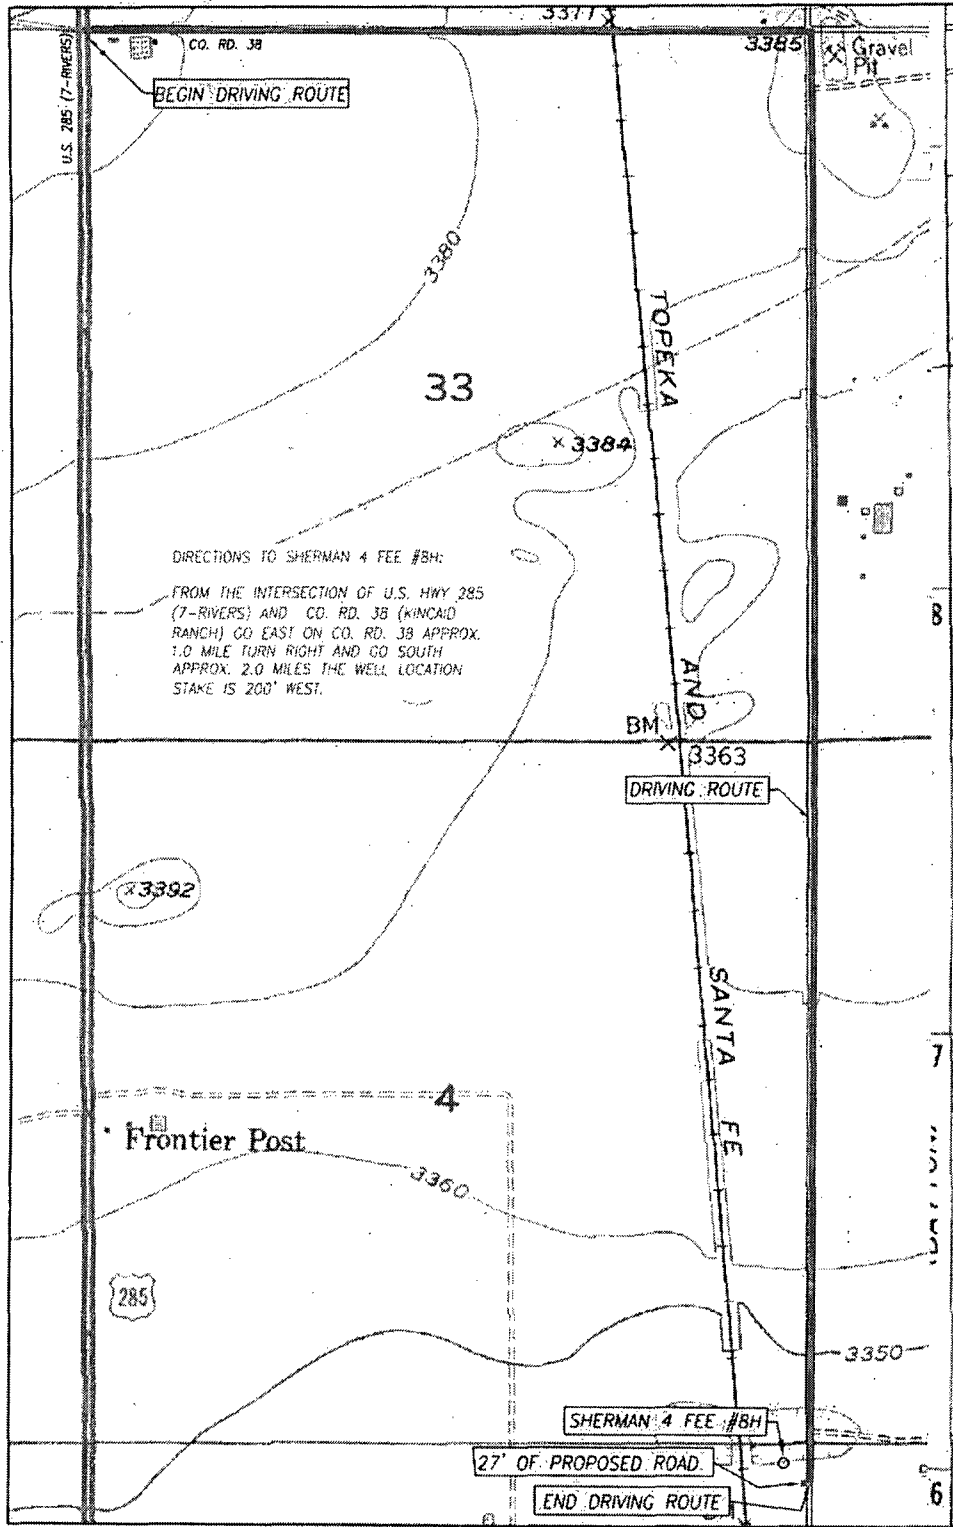 3371
CO. RD. 38
3385
Gravel
Pit
U.S. 285 (7-RIVERS)
BEGIN DRIVING ROUTE
3380
TOPEKA
33
3384
DIRECTIONS TO SHERMAN 4 FEE #8H:
FROM THE INTERSECTION OF U.S. HWY 285
(7-RIVERS) AND CO. RD. 38 (KINCAID
RANCH) GO EAST ON CO. RD. 38 APPROX.
1.0 MILE TURN RIGHT AND GO SOUTH
APPROX. 2.0 MILES THE WELL LOCATION
STAKE IS 200' WEST.
8
AND
BM
3363
DRIVING ROUTE
3392
SANTA
7
4
FE
Frontier Post
3360
285
3350
SHERMAN 4 FEE #8H
27' OF PROPOSED ROAD
END DRIVING ROUTE
6